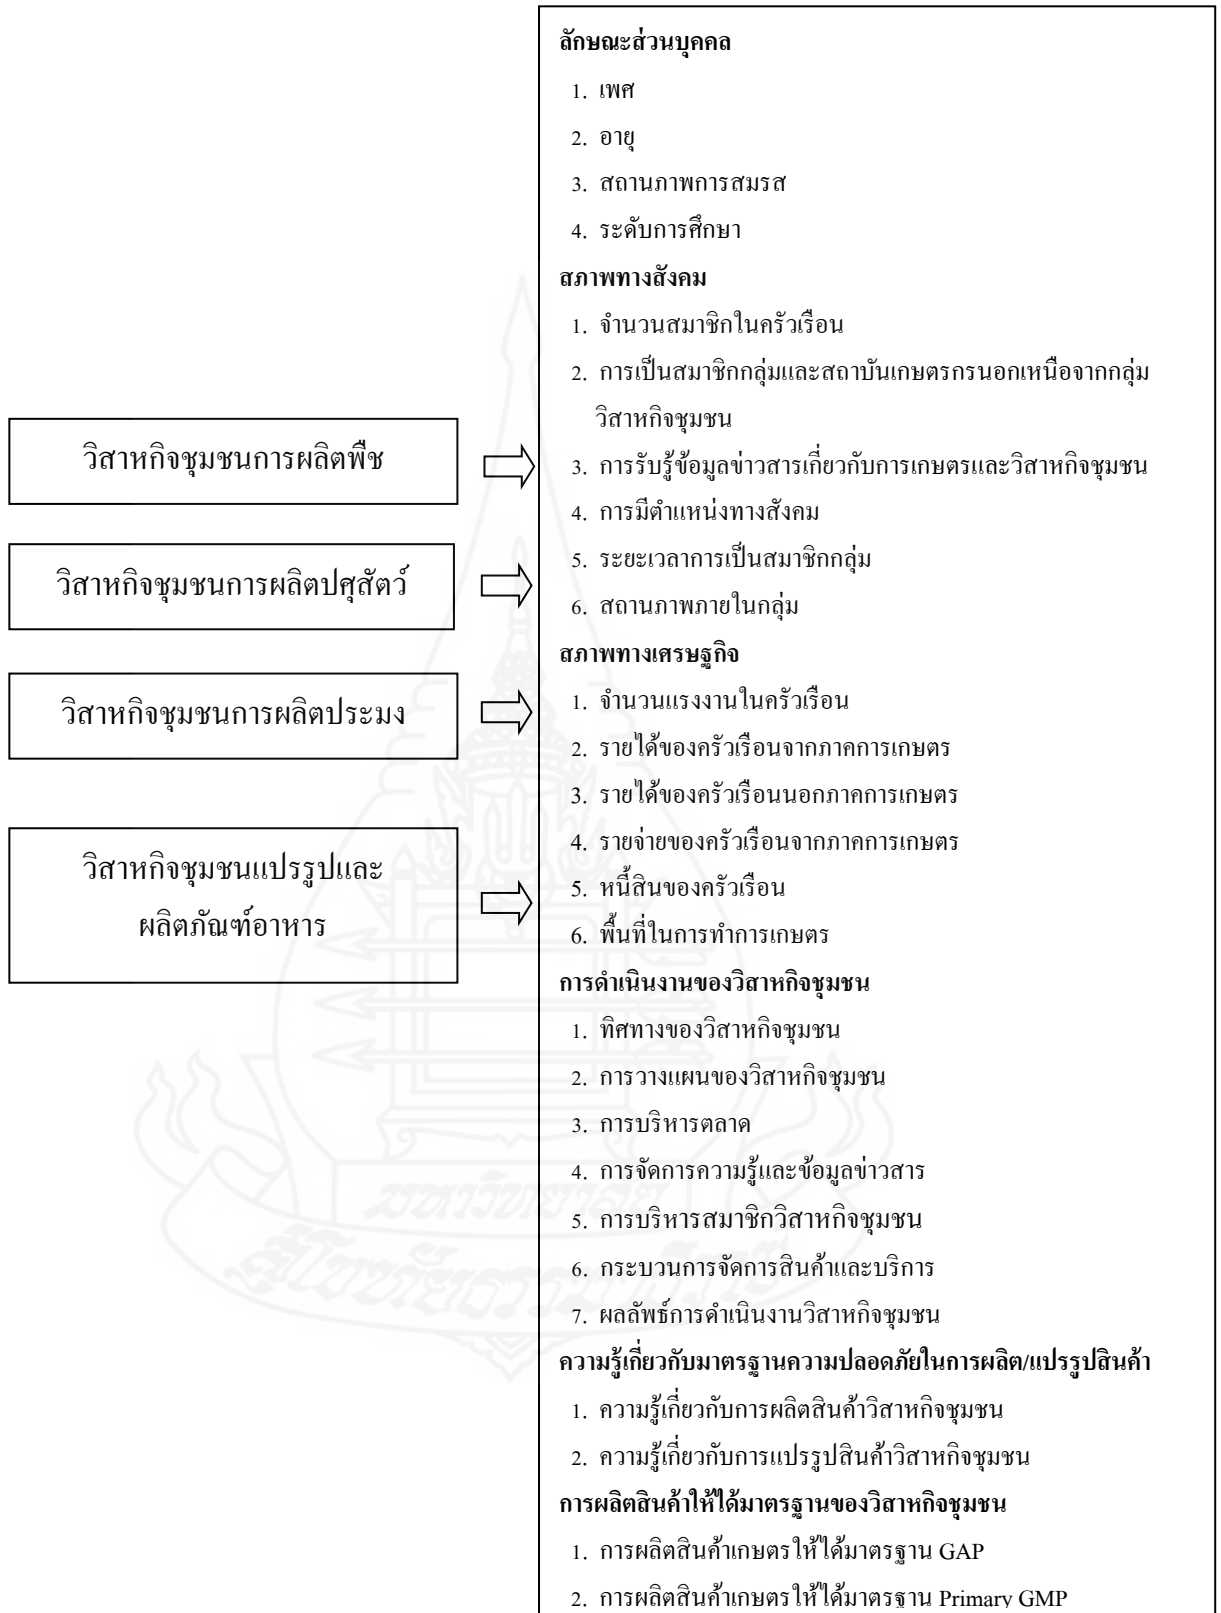 วิสาหกิจชุมชนการผลิตพืช
วิสาหกิจชุมชนการผลิตปศุสัตว์
วิสาหกิจชุมชนการผลิตประมง
วิสาหกิจชุมชนแปรรูปและ
ผลิตภัณฑ์อาหาร
ลักษณะส่วนบุคคล
1. เพศ
2. อายุ
3. สถานภาพการสมรส
4. ระดับการศึกษา
สภาพทางสังคม
1. จำนวนสมาชิกในครัวเรือน
2. การเป็นสมาชิกกลุ่มและสถาบันเกษตรกรนอกเหนือจากกลุ่ม
วิสาหกิจชุมชน
3. การรับรู้ข้อมูลข่าวสารเกี่ยวกับการเกษตรและวิสาหกิจชุมชน
4. การมีตำแหน่งทางสังคม
5. ระยะเวลาการเป็นสมาชิกกลุ่ม
6. สถานภาพภายในกลุ่ม
สภาพทางเศรษฐกิจ
1. จำนวนแรงงานในครัวเรือน
2. รายได้ของครัวเรือนจากภาคการเกษตร
3. รายได้ของครัวเรือนนอกภาคการเกษตร
4. รายจ่ายของครัวเรือนจากภาคการเกษตร
5. หนี้สินของครัวเรือน
6. พื้นที่ในการทำการเกษตร
การดำเนินงานของวิสาหกิจชุมชน
1. ทิศทางของวิสาหกิจชุมชน
2. การวางแผนของวิสาหกิจชุมชน
3. การบริหารตลาด
4. การจัดการความรู้และข้อมูลข่าวสาร
5. การบริหารสมาชิกวิสาหกิจชุมชน
6. กระบวนการจัดการสินค้าและบริการ
7. ผลลัพธ์การดำเนินงานวิสาหกิจชุมชน
ความรู้เกี่ยวกับมาตรฐานความปลอดภัยในการผลิต/แปรรูปสินค้า
1. ความรู้เกี่ยวกับการผลิตสินค้าวิสาหกิจชุมชน
2. ความรู้เกี่ยวกับการแปรรูปสินค้าวิสาหกิจชุมชน
การผลิตสินค้าให้ได้มาตรฐานของวิสาหกิจชุมชน
1. การผลิตสินค้าเกษตรให้ได้มาตรฐาน GAP
2. การผลิตสินค้าเกษตรให้ได้มาตรฐาน Primary GMP
มหาวิทยาลัย
สุโขทัยธรรมาธิราช